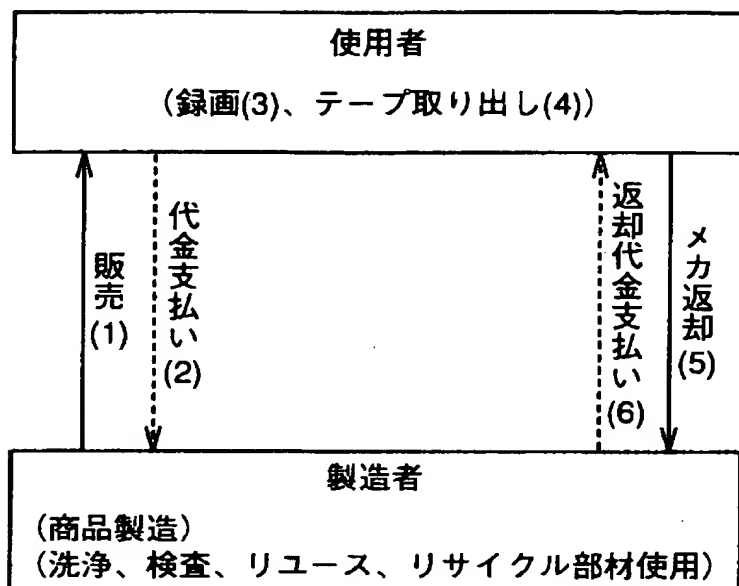 使用者
(録画(3)、テープ取り出し(4))
販売(1)
代金支払い(2)
返却代金支払い(6)
メカ返却(5)
製造者
(商品製造)
(洗浄、検査、リユース、リサイクル部材使用)